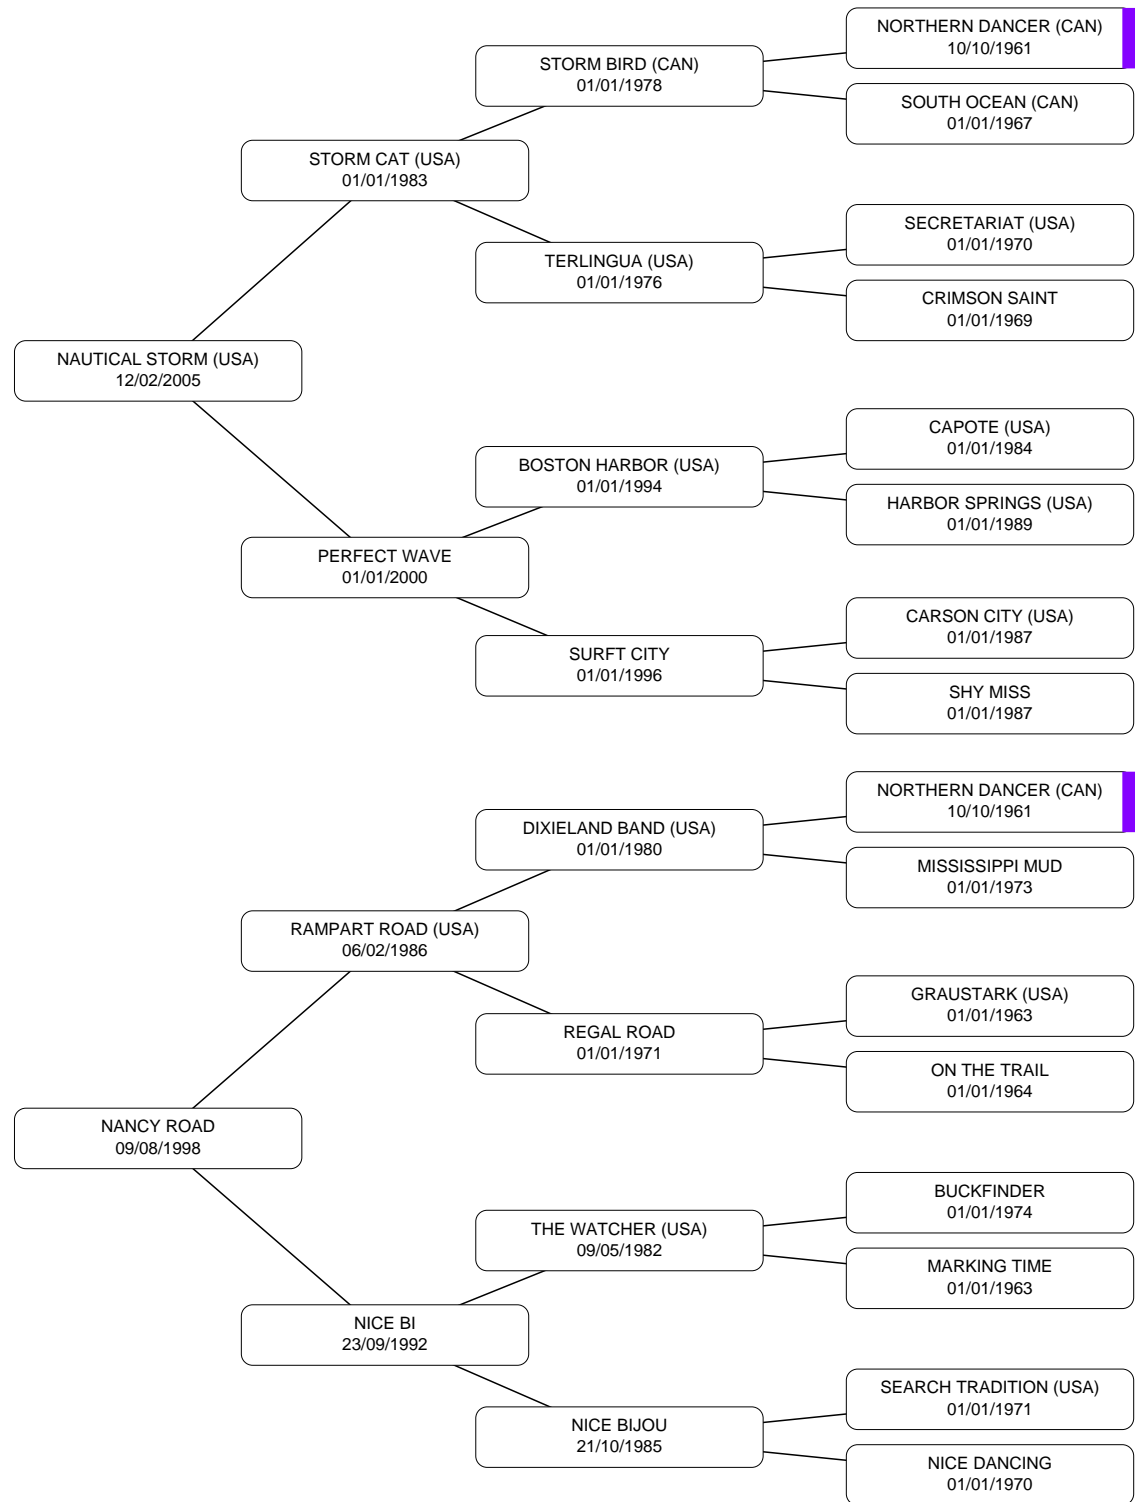 NORTHERN DANCER (CAN)
10/10/1961
STORM BIRD (CAN)
01/01/1978
SOUTH OCEAN (CAN)
01/01/1967
STORM CAT (USA)
01/01/1983
SECRETARIAT (USA)
01/01/1970
TERLINGUA (USA)
01/01/1976
CRIMSON SAINT
01/01/1969
NAUTICAL STORM (USA)
12/02/2005
CAPOTE (USA)
01/01/1984
BOSTON HARBOR (USA)
01/01/1994
HARBOR SPRINGS (USA)
01/01/1989
PERFECT WAVE
01/01/2000
CARSON CITY (USA)
01/01/1987
SURFT CITY
01/01/1996
SHY MISS
01/01/1987
NORTHERN DANCER (CAN)
10/10/1961
DIXIELAND BAND (USA)
01/01/1980
MISSISSIPPI MUD
01/01/1973
RAMPART ROAD (USA)
06/02/1986
GRAUSTARK (USA)
01/01/1963
REGAL ROAD
01/01/1971
ON THE TRAIL
01/01/1964
NANCY ROAD
09/08/1998
BUCKFINDER
01/01/1974
THE WATCHER (USA)
09/05/1982
MARKING TIME
01/01/1963
NICE BI
23/09/1992
SEARCH TRADITION (USA)
01/01/1971
NICE BIJOU
21/10/1985
NICE DANCING
01/01/1970